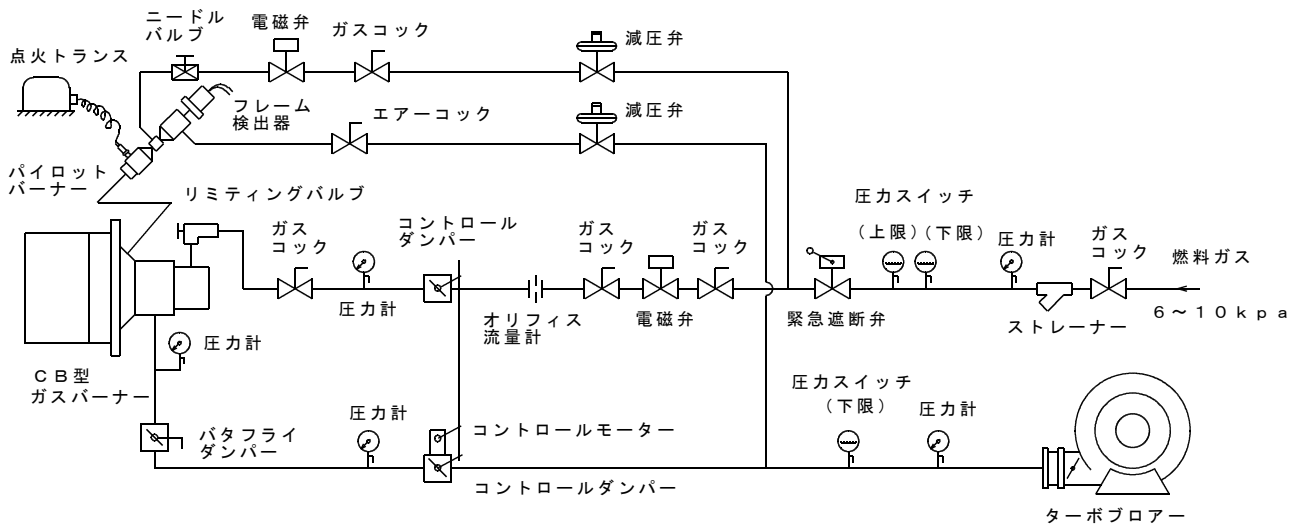 ニードル
バルブ
電磁弁
ガスコック
減圧弁
点火トランス
フレーム
検出器
エアーコック
減圧弁
パイロット
バーナー
リミティングバルブ
ガス
コック
コントロール
ダンパー
ガス
コック
ガス
コック
圧力スイッチ
(上限)(下限)
圧力計
ガス
コック
燃料ガス
圧力計
オリフィス
流量計
電磁弁
緊急遮断弁
ストレーナー
6～10kpa
圧力計
CB型
ガスバーナー
圧力スイッチ
(下限)
圧力計
圧力計
バタフライ
ダンパー
コントロールモーター
コントロールダンパー
ターボブロアー